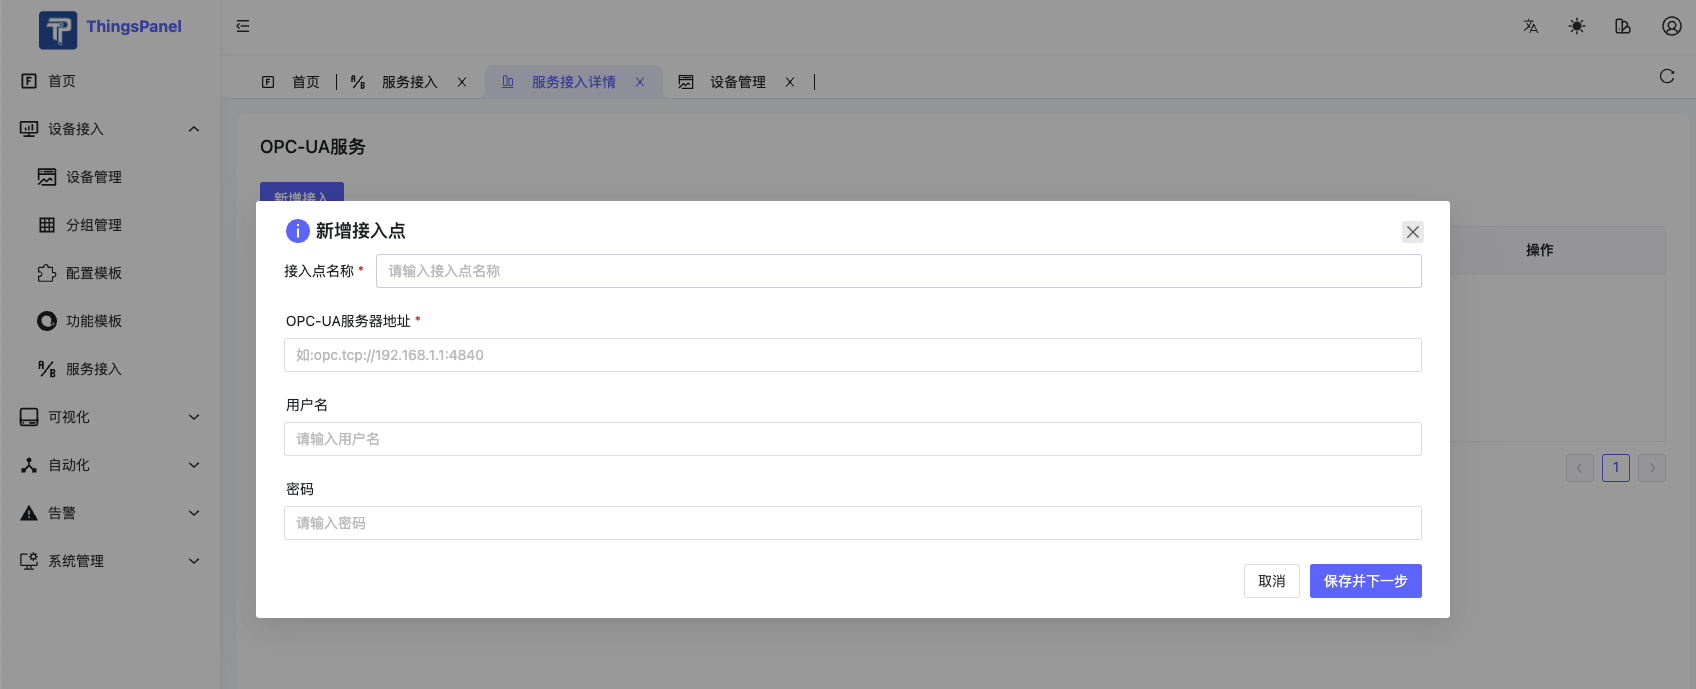 ThingsPanel
首页
设备接入
设备管理
分组管理
配置模板
功能模板
服务接入
可视化
自动化
告警
系统管理
首页 服务接入 服务接入详情 设备管理
OPC-UA服务
新增接入
操作
1
新增接入点
接入点名称 * 请输入接入点名称
OPC-UA服务器地址 *
如:opc.tcp://192.168.1.1:4840
用户名
请输入用户名
密码
请输入密码
取消 保存并下一步